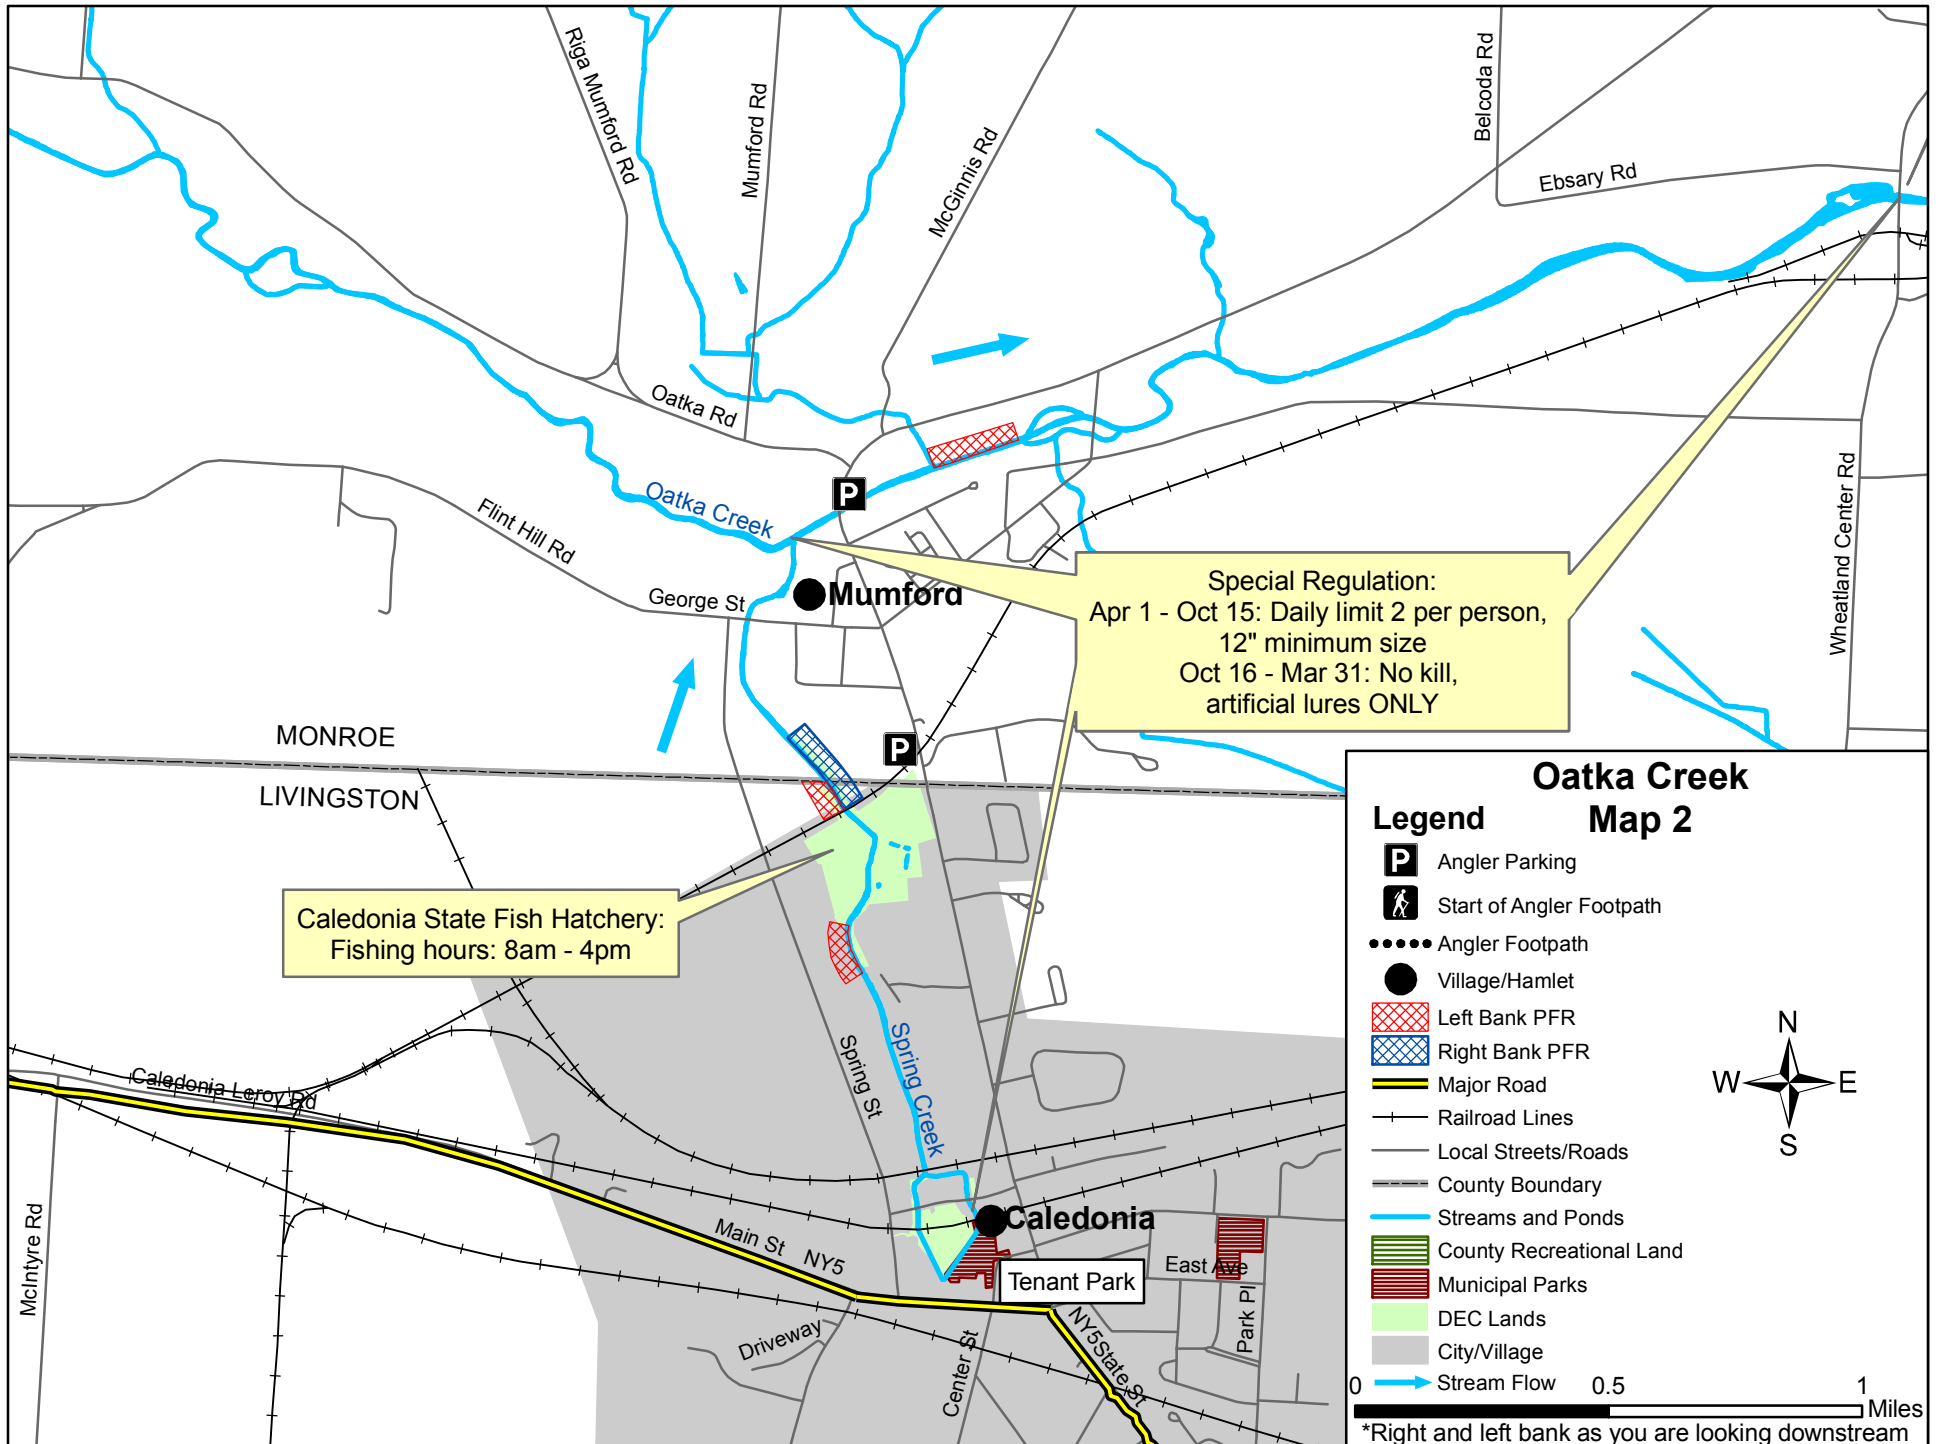 Riga Mumford Rd
Mumford Rd
McGinnis Rd
Belcoda Rd
Ebsary Rd
Oatka Rd
Oatka Creek
Flint Hill Rd
George St
Mumford
P
P
Wheatland Center Rd
Special Regulation:
Apr 1 - Oct 15: Daily limit 2 per person,
12" minimum size
Oct 16 - Mar 31: No kill,
artificial lures ONLY
MONROE
LIVINGSTON
Caledonia State Fish Hatchery:
Fishing hours: 8am - 4pm
Spring St
Spring Creek
Caledonia Leroy Rd
McIntyre Rd
Main St
NY5
Caledonia
Tenant Park
East Ave
Park Pl
Driveway
Center St
NY5
State St
Oatka Creek
Map 2
Legend
P Angler Parking
Start of Angler Footpath
Angler Footpath
Village/Hamlet
Left Bank PFR
Right Bank PFR
Major Road
Railroad Lines
Local Streets/Roads
County Boundary
Streams and Ponds
County Recreational Land
Municipal Parks
DEC Lands
City/Village
Stream Flow
N
W E
S
0 0.5 1
Miles
*Right and left bank as you are looking downstream